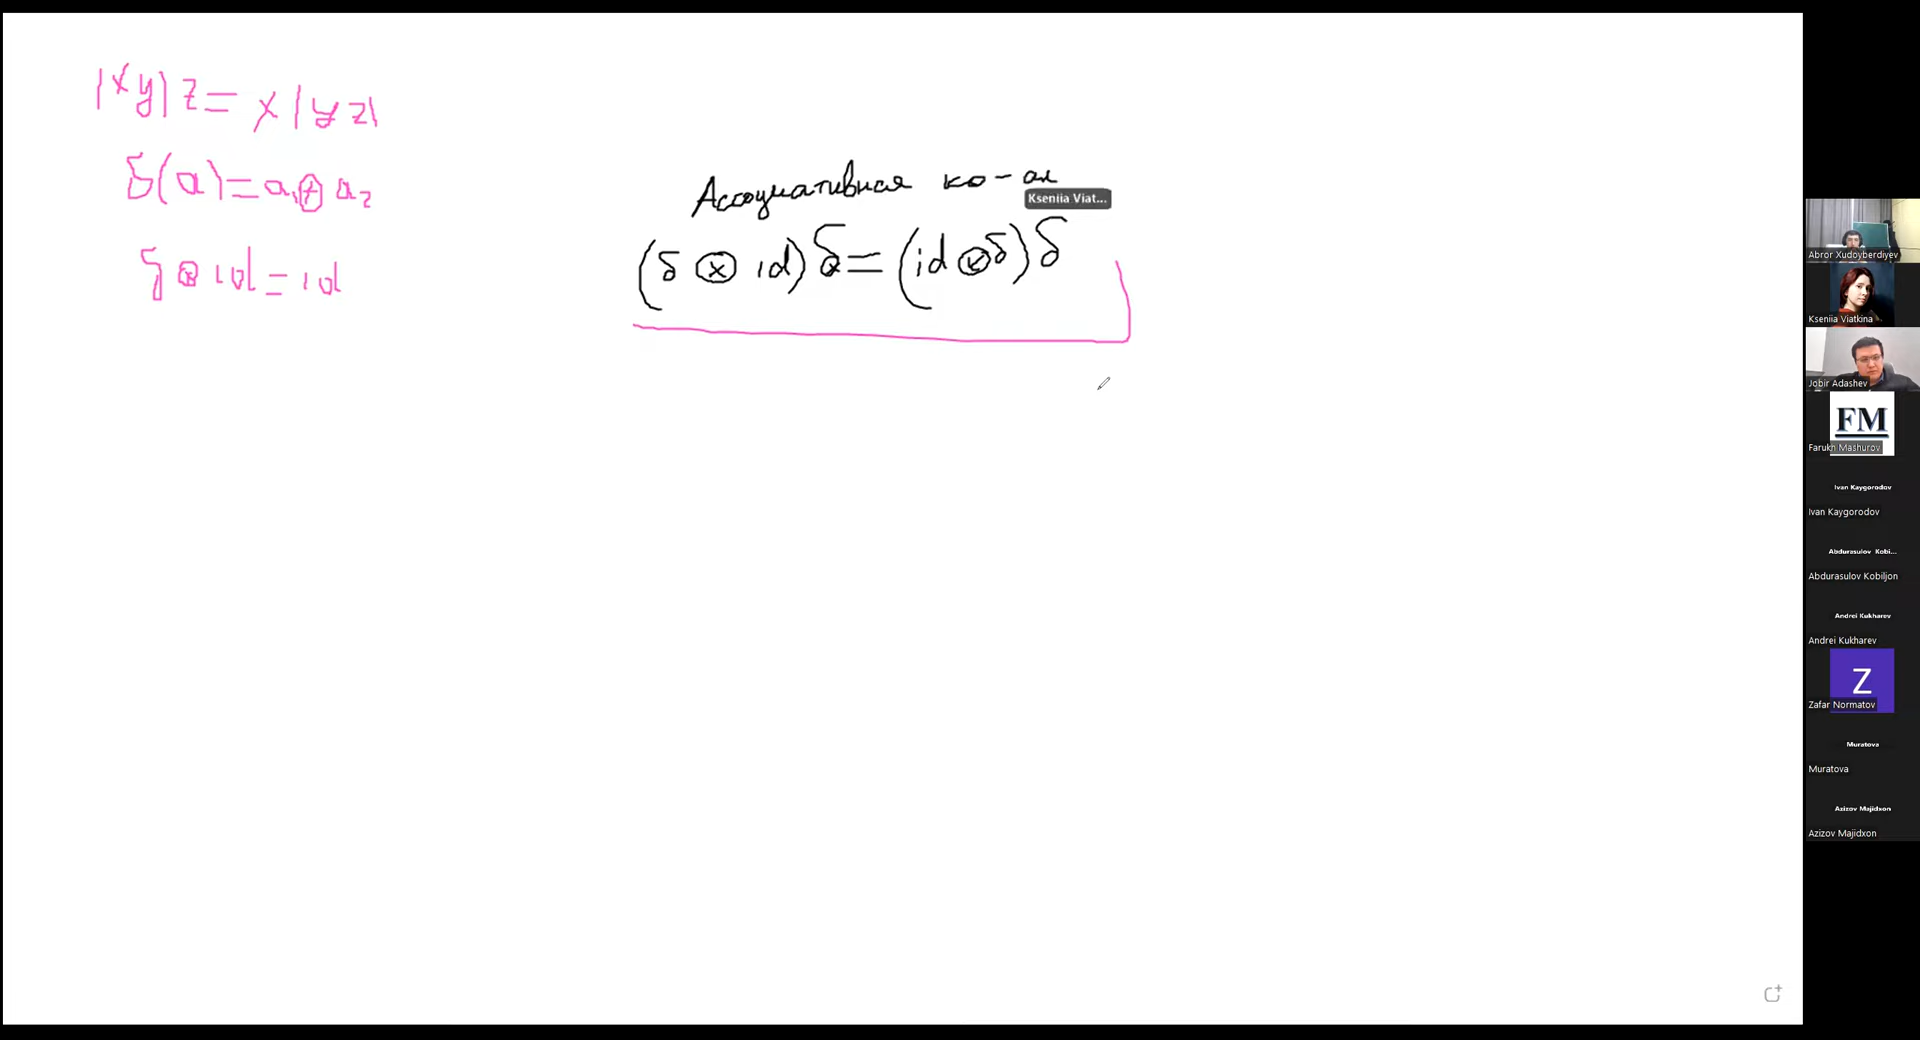 |xy| z = x |yz|
δ(a) = a₁ ⊗ a₂
δ ⊗ id = id
Ассоциативная ко-ал
Kseniia Viat...
(δ ⊗ id) δ = (id ⊗ δ) δ
Abror Xudoyberdiyev
Kseniia Viatkina
Jobir Adashev
FM
Farukh Mashurov
Ivan Kaygorodov
Ivan Kaygorodov
Abdurasulov Kobi...
Abdurasulov Kobiljon
Andrei Kukharev
Andrei Kukharev
Z
Zafar Normatov
Muratova
Muratova
Azizov Majidxon
Azizov Majidxon